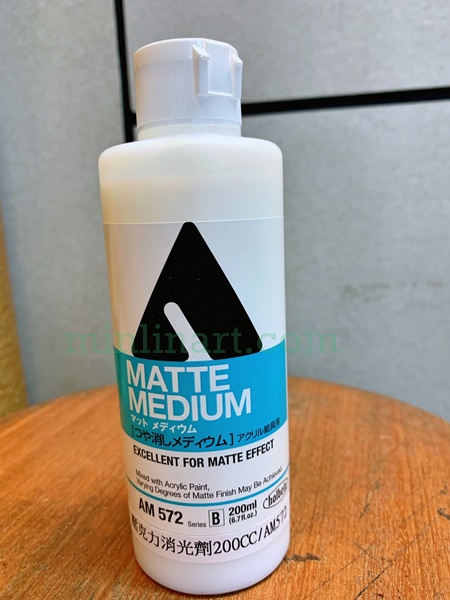 minlinart.com
MATTE
MEDIUM
マット メディウム
[つや消しメディウム] アクリル絵具用
EXCELLENT FOR MATTE EFFECT
Mixed with Acrylic Paint,
Varying Degrees of Matte Finish May Be Achieved.
AM 572 Series B 200ml (6.7fl.oz.) holbein
壓克力消光劑200CC/AM572